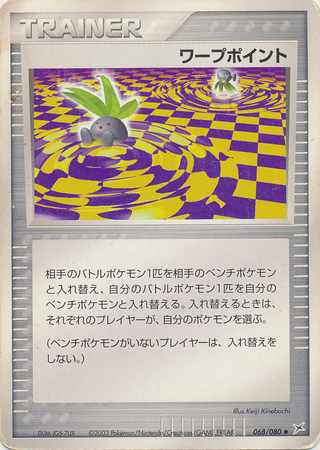 TRAINER
ワープポイント
相手のバトルポケモン1匹を相手のベンチポケモン
と入れ替え、自分のバトルポケモン1匹を自分の
ベンチポケモンと入れ替える。入れ替えるときは、
それぞれのプレイヤーが、自分のポケモンを選ぶ。
(ベンチポケモンがいないプレイヤーは、入れ替え
をしない。)
Illus.Keiji Kinebuchi
©2003 Pokémon/Nintendo/Creatures/GAME FREAK
068/080 ◆